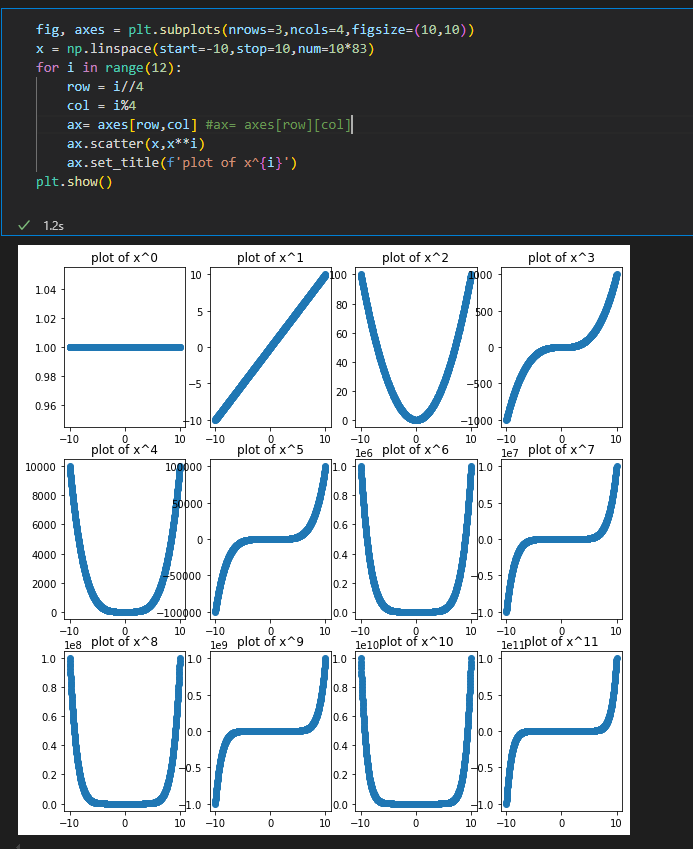 fig, axes = plt.subplots(nrows=3,ncols=4,figsize=(10,10))
x = np.linspace(start=-10,stop=10,num=10*83)
for i in range(12):
    row = i//4
    col = i%4
    ax= axes[row,col] #ax= axes[row][col]
    ax.scatter(x,x**i)
    ax.set_title(f'plot of x^{i}')
plt.show()
1.2s
plot of x^0
1.04
1.02
1.00
0.98
0.96
−10 0 10
plot of x^1
10
5
0
−5
−10
−10 0 10
plot of x^2
100
80
60
40
20
0
−10 0 10
plot of x^3
1000
500
0
−500
−1000
−10 0 10
plot of x^4
10000
8000
6000
4000
2000
0
−10 0 10
plot of x^5
100000
50000
0
−50000
−100000
−10 0 10
1e6 plot of x^6
1.0
0.8
0.6
0.4
0.2
0.0
−10 0 10
1e7 plot of x^7
1.0
0.5
0.0
−0.5
−1.0
−10 0 10
1e8 plot of x^8
1.0
0.8
0.6
0.4
0.2
0.0
−10 0 10
1e9 plot of x^9
1.0
0.5
0.0
−0.5
−1.0
−10 0 10
1e10 plot of x^10
1.0
0.8
0.6
0.4
0.2
0.0
−10 0 10
1e11 plot of x^11
1.0
0.5
0.0
−0.5
−1.0
−10 0 10